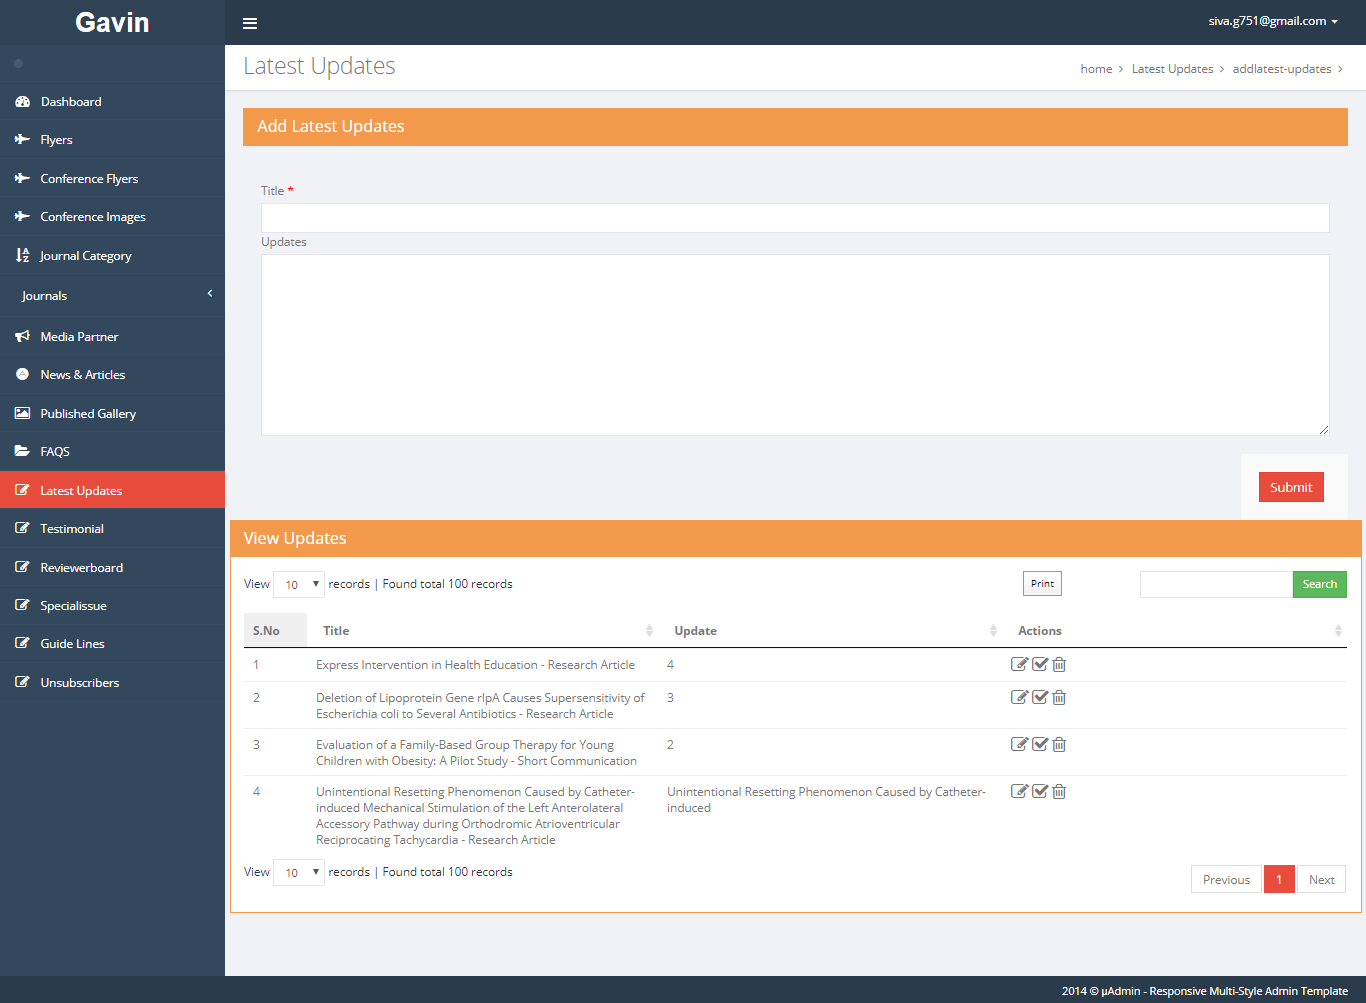 Gavin
siva.g751@gmail.com
Latest Updates
home > Latest Updates > addlatest-updates >
Dashboard
Flyers
Conference Flyers
Conference Images
Journal Category
Journals
Media Partner
News & Articles
Published Gallery
FAQS
Latest Updates
Testimonial
Reviewerboard
Specialissue
Guide Lines
Unsubscribers
Add Latest Updates
Title *
Updates
Submit
View Updates
View 10 records | Found total 100 records
Print
Search
S.No Title Update Actions
1 Express Intervention in Health Education - Research Article 4
2 Deletion of Lipoprotein Gene rlpA Causes Supersensitivity of 3
Escherichia coli to Several Antibiotics - Research Article
3 Evaluation of a Family-Based Group Therapy for Young 2
Children with Obesity: A Pilot Study - Short Communication
4 Unintentional Resetting Phenomenon Caused by Catheter- Unintentional Resetting Phenomenon Caused by Catheter-
induced Mechanical Stimulation of the Left Anterolateral induced
Accessory Pathway during Orthodromic Atrioventricular
Reciprocating Tachycardia - Research Article
View 10 records | Found total 100 records
Previous 1 Next
2014 © µAdmin - Responsive Multi-Style Admin Template